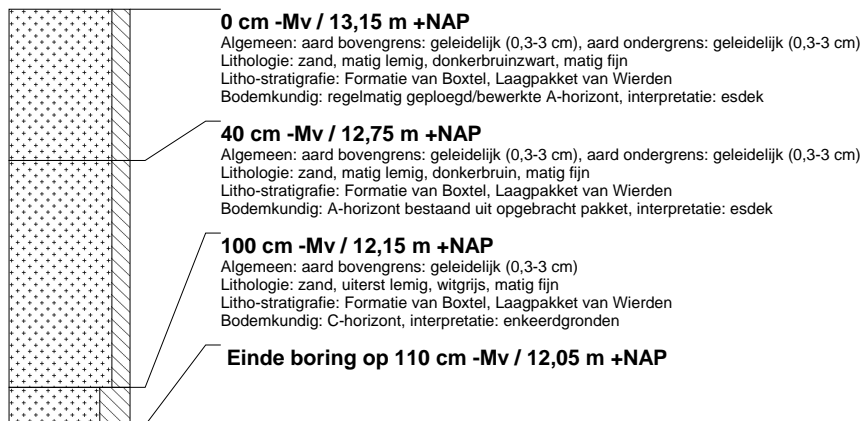 0 cm -Mv / 13,15 m +NAP
Algemeen: aard bovengrens: geleidelijk (0,3-3 cm), aard ondergrens: geleidelijk (0,3-3 cm)
Lithologie: zand, matig lemig, donkerbruinzwart, matig fijn
Litho-stratigrafie: Formatie van Boxtel, Laagpakket van Wierden
Bodemkundig: regelmatig geploegd/bewerkte A-horizont, interpretatie: esdek
40 cm -Mv / 12,75 m +NAP
Algemeen: aard bovengrens: geleidelijk (0,3-3 cm), aard ondergrens: geleidelijk (0,3-3 cm)
Lithologie: zand, matig lemig, donkerbruin, matig fijn
Litho-stratigrafie: Formatie van Boxtel, Laagpakket van Wierden
Bodemkundig: A-horizont bestaand uit opgebracht pakket, interpretatie: esdek
100 cm -Mv / 12,15 m +NAP
Algemeen: aard bovengrens: geleidelijk (0,3-3 cm)
Lithologie: zand, uiterst lemig, witgrijs, matig fijn
Litho-stratigrafie: Formatie van Boxtel, Laagpakket van Wierden
Bodemkundig: C-horizont, interpretatie: enkeerdgronden
Einde boring op 110 cm -Mv / 12,05 m +NAP